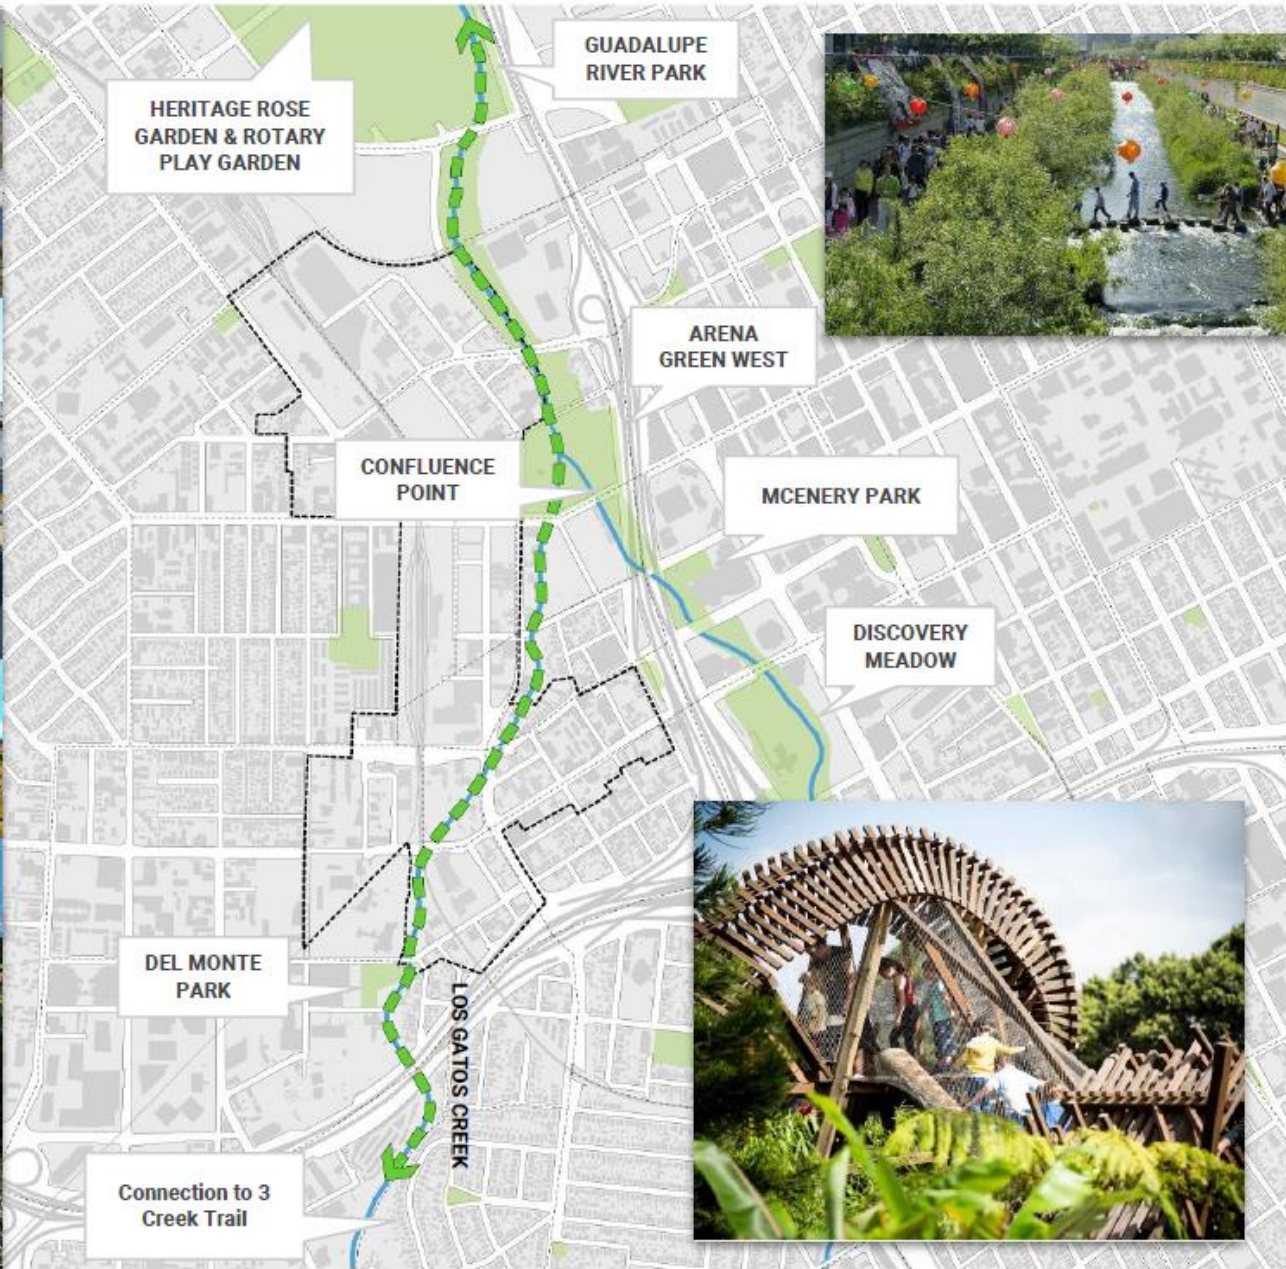 GUADALUPE
RIVER PARK
HERITAGE ROSE
GARDEN & ROTARY
PLAY GARDEN
ARENA
GREEN WEST
CONFLUENCE
POINT
MCENERY PARK
DISCOVERY
MEADOW
DEL MONTE
PARK
LOS GATOS CREEK
Connection to 3
Creek Trail